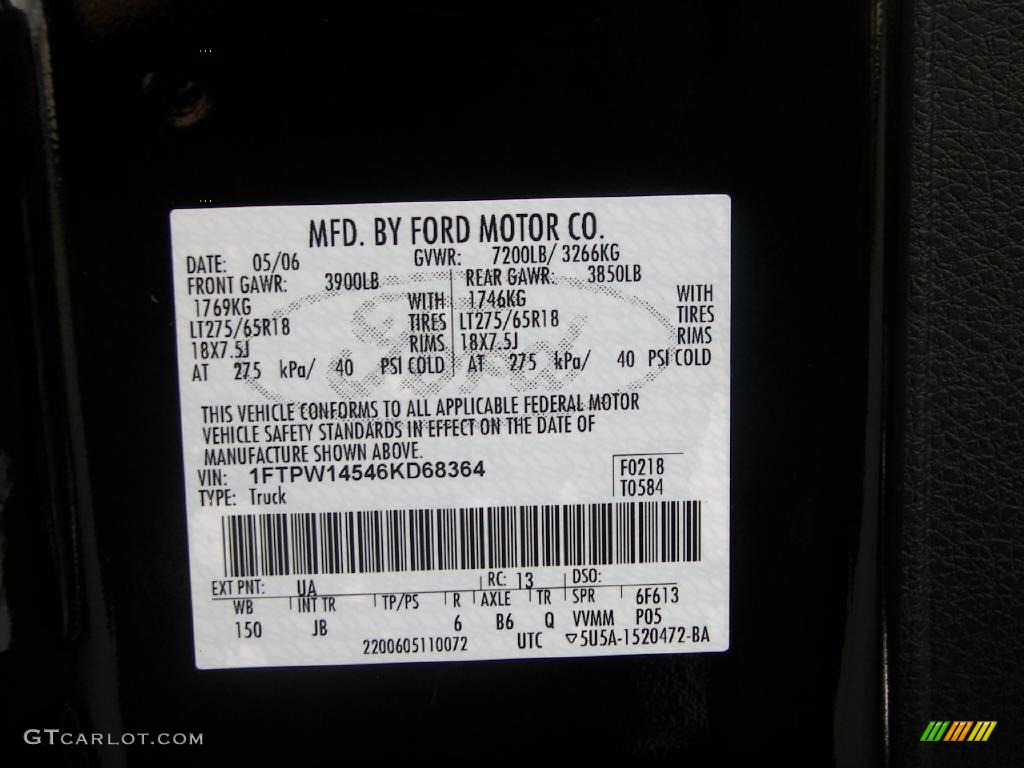 MFD. BY FORD MOTOR CO.
DATE: 05/06 GVWR: 7200LB/ 3266KG
FRONT GAWR: 3900LB REAR GAWR: 3850LB
1769KG WITH 1746KG WITH
LT275/65R18 TIRES LT275/65R18 TIRES
18X7.5J RIMS 18X7.5J RIMS
AT 275 kPa/ 40 PSI COLD AT 275 kPa/ 40 PSI COLD
THIS VEHICLE CONFORMS TO ALL APPLICABLE FEDERAL MOTOR
VEHICLE SAFETY STANDARDS IN EFFECT ON THE DATE OF
MANUFACTURE SHOWN ABOVE.
VIN: 1FTPW14546KD68364 F0218
TYPE: Truck T0584
EXT PNT: UA RC: 13 DSO:
WB INT TR TP/PS R AXLE TR SPR 6F613
150 JB 6 B6 Q VVMM P05
2200605110072 UTC ▽5U5A-1520472-BA
Ford
GTCARLOT.COM